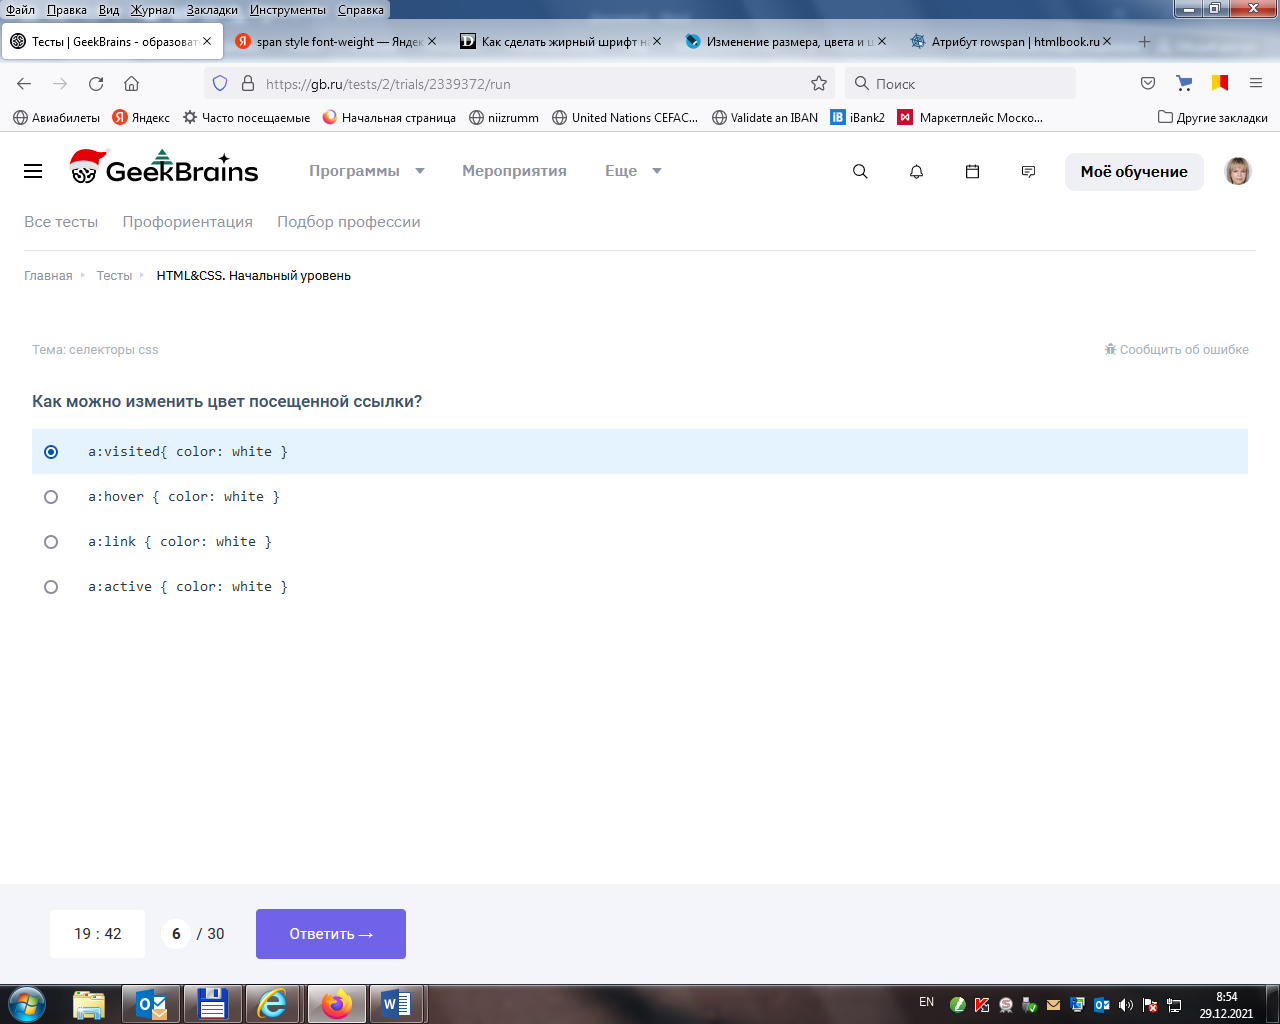 Файл Правка Вид Журнал Закладки Инструменты Справка
Тесты | GeekBrains - образоват
span style font-weight — Яндек
Как сделать жирный шрифт н
Изменение размера, цвета и ц
Атрибут rowspan | htmlbook.ru
https://gb.ru/tests/2/trials/2339372/run
Поиск
Авиабилеты Яндекс Часто посещаемые Начальная страница niizrumm United Nations CEFAC... Validate an IBAN iBank2 Маркетплейс Моско... Другие закладки
GeekBrains Программы Мероприятия Еще Моё обучение
Все тесты Профориентация Подбор профессии
Главная Тесты HTML&CSS. Начальный уровень
Тема: селекторы css Сообщить об ошибке
Как можно изменить цвет посещенной ссылки?
a:visited{ color: white }
a:hover { color: white }
a:link { color: white }
a:active { color: white }
19 : 42 6 / 30 Ответить →
EN 8:54
29.12.2021